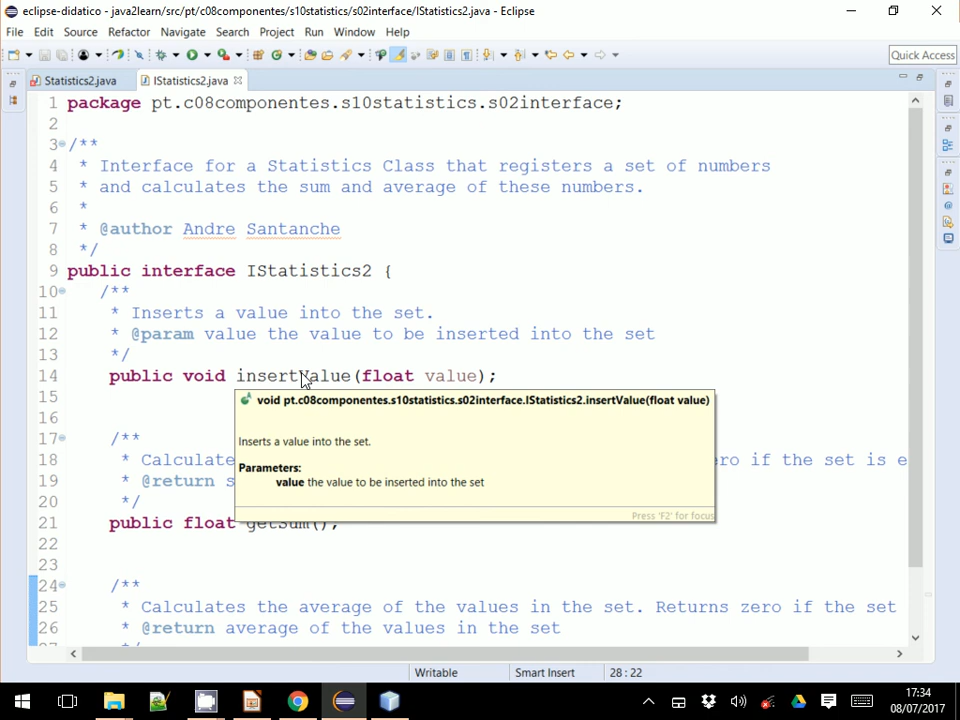 eclipse-didatico - java2learn/src/pt/c08componentes/s10statistics/s02interface/IStatistics2.java - Eclipse
File Edit Source Refactor Navigate Search Project Run Window Help
Quick Access
Statistics2.java IStatistics2.java
1 package pt.c08componentes.s10statistics.s02interface;
2
3 /**
4 * Interface for a Statistics Class that registers a set of numbers
5 * and calculates the sum and average of these numbers.
6 *
7 * @author Andre Santanche
8 */
9 public interface IStatistics2 {
10 /**
11 * Inserts a value into the set.
12 * @param value the value to be inserted into the set
13 */
14 public void insertValue(float value);
15
void pt.c08componentes.s10statistics.s02interface.IStatistics2.insertValue(float value)
16
17 /**
Inserts a value into the set.
18 * Calculate ro if the set is e
Parameters:
19 * @return s
value the value to be inserted into the set
20 */
Press 'F2' for focus
21 public float getSum();
22
23
24 /**
25 * Calculates the average of the values in the set. Returns zero if the set
26 * @return average of the values in the set
Writable Smart Insert 28 : 22
17:34
08/07/2017